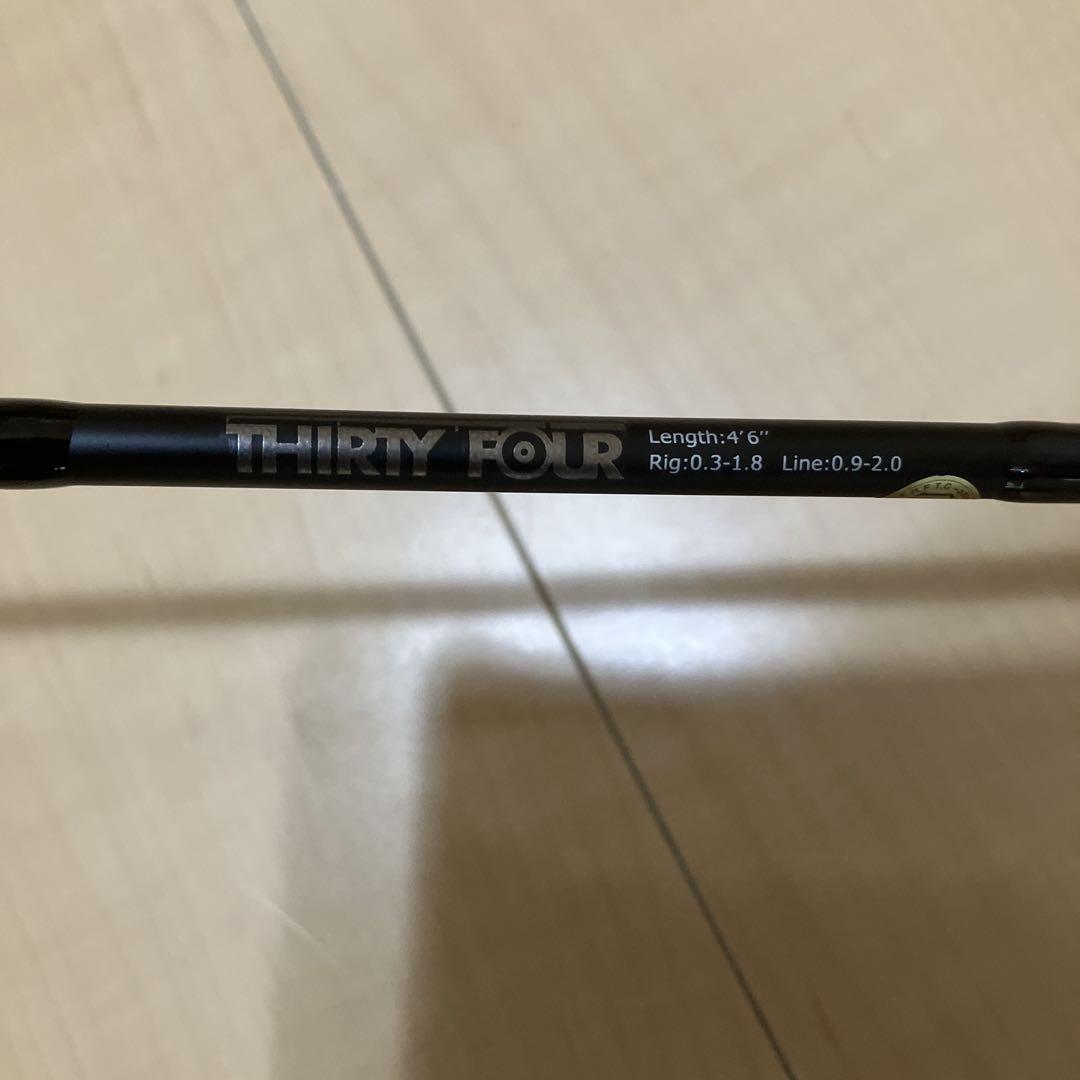 THIRTY FOUR
Length:4'6"
Rig:0.3-1.8 Line:0.9-2.0